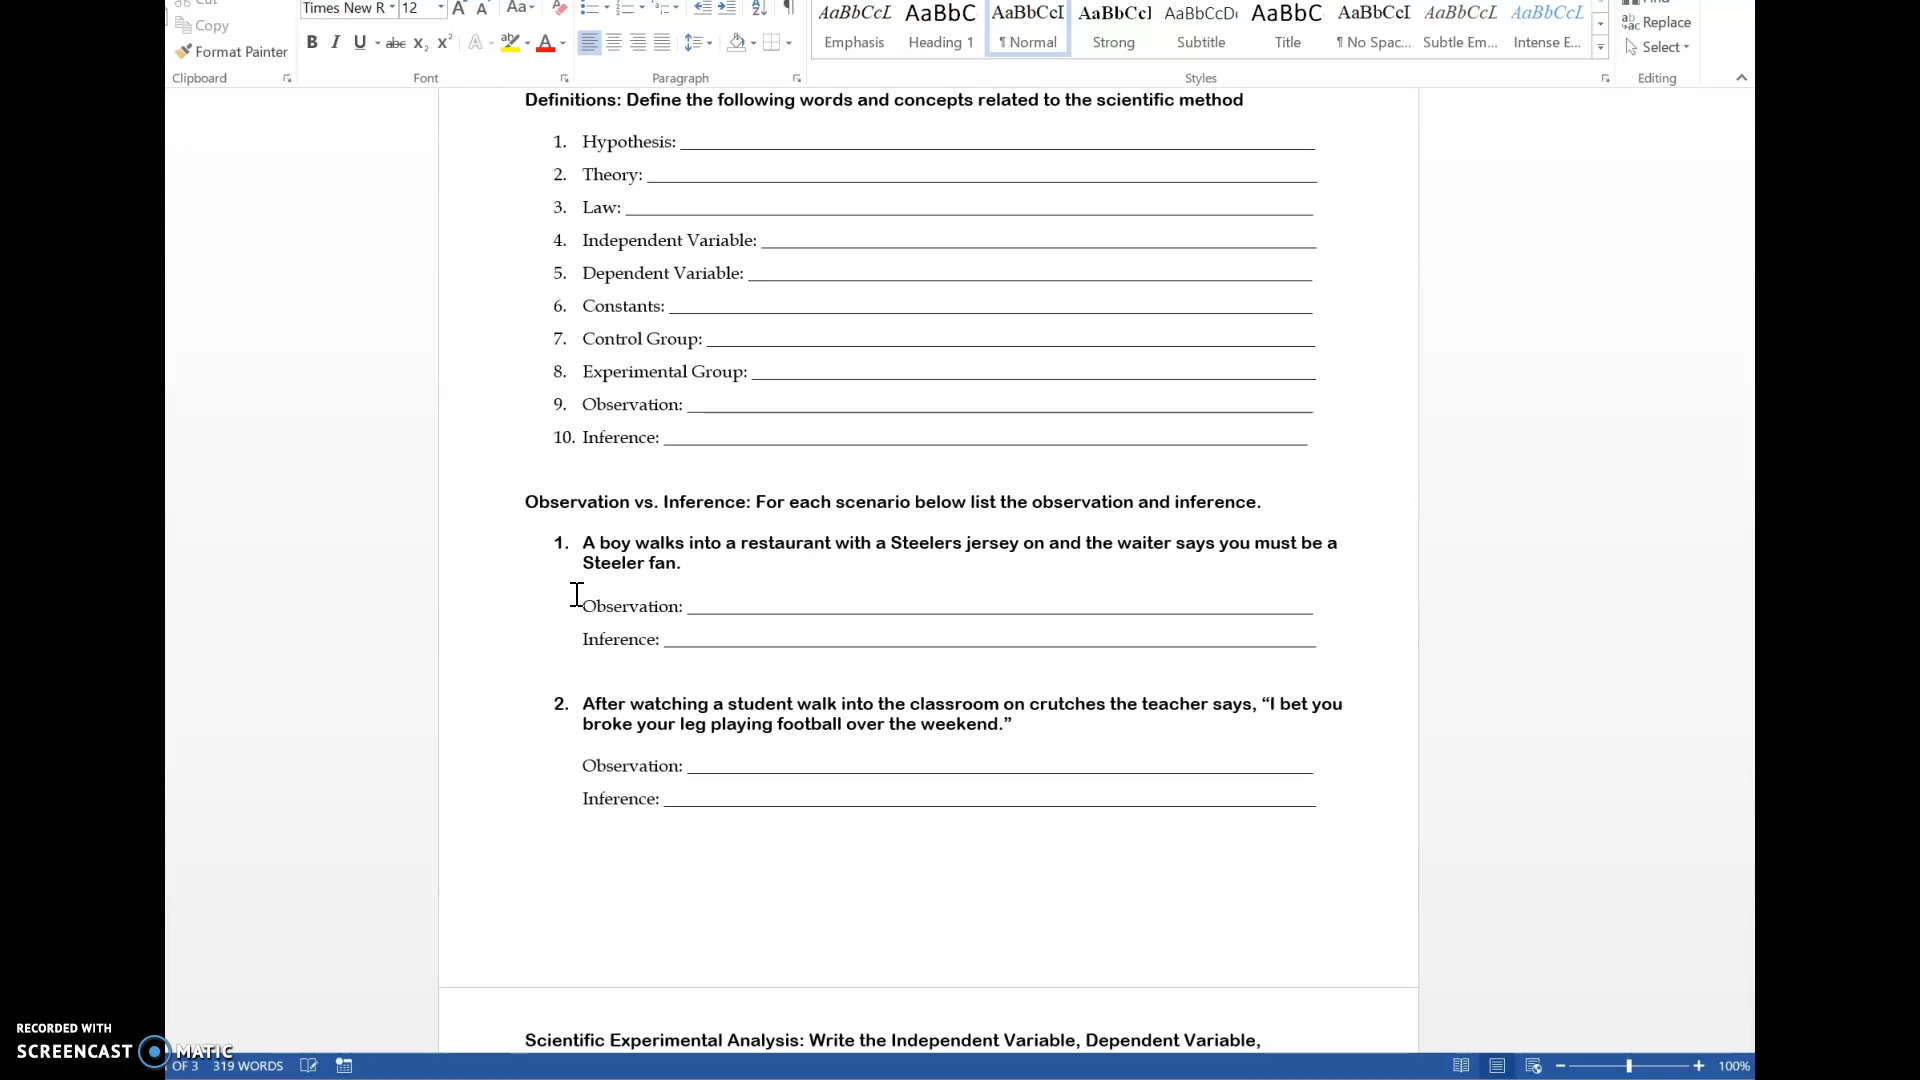 Cut
Copy
Format Painter
Clipboard
Times New R 12 A A Aa
B I U abc X2 X2 A aby A
Font
Paragraph
AaBbCcL AaBbC AaBbCcI AaBbCcI AaBbCcDc AaBbC AaBbCcI AaBbCcL AaBbCcL
Emphasis Heading 1 ¶ Normal Strong Subtitle Title ¶ No Spac... Subtle Em... Intense E...
Styles
Replace
Select
Editing
Definitions: Define the following words and concepts related to the scientific method
1. Hypothesis:
2. Theory:
3. Law:
4. Independent Variable:
5. Dependent Variable:
6. Constants:
7. Control Group:
8. Experimental Group:
9. Observation:
10. Inference:
Observation vs. Inference: For each scenario below list the observation and inference.
1. A boy walks into a restaurant with a Steelers jersey on and the waiter says you must be a
Steeler fan.
Observation:
Inference:
2. After watching a student walk into the classroom on crutches the teacher says, “I bet you
broke your leg playing football over the weekend.”
Observation:
Inference:
Scientific Experimental Analysis: Write the Independent Variable, Dependent Variable,
RECORDED WITH
SCREENCAST MATIC
OF 3 319 WORDS
100%